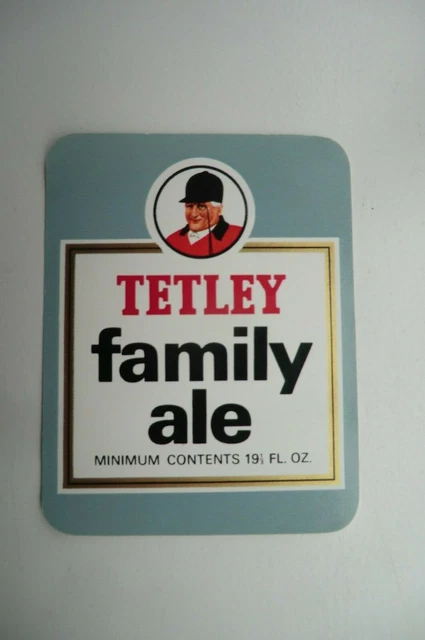 TETLEY
family
ale
MINIMUM CONTENTS 19⅓ FL. OZ.